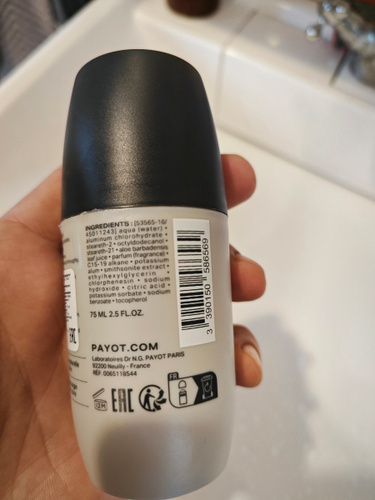 INGREDIENTS: (53565-16/
45011243) aqua (water) •
aluminum chlorohydrate •
steareth-2 • octyldodecanol •
steareth-21 • aloe barbadensis
leaf juice • parfum (fragrance) •
C15-19 alkane • potassium
alum • smithsonite extract •
ethylhexylglycerin •
chlorphenesin • sodium
hydroxide • citric acid •
potassium sorbate • sodium
benzoate • tocopherol
75 ML 2.5 FL.OZ.
3 390150 586569
PAYOT.COM
Laboratoires Dr N.G. PAYOT PARIS
92200 Neuilly - France
RÉF. 0065118544
EAC
FR